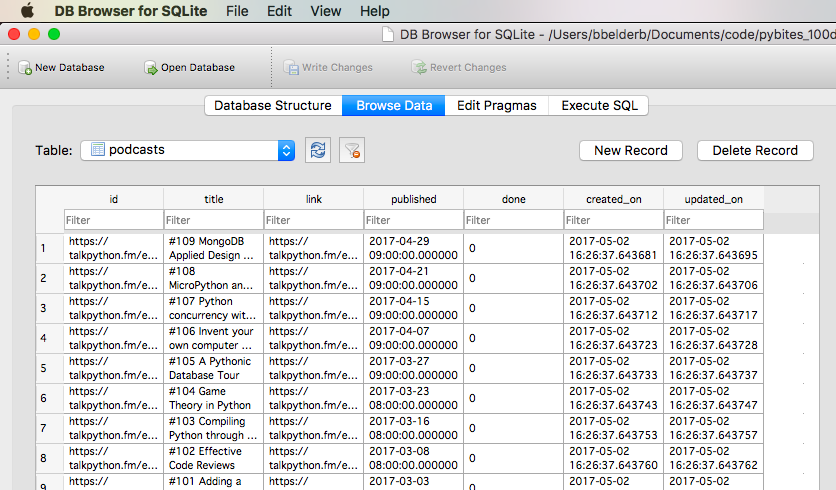 DB Browser for SQLite File Edit View Help
DB Browser for SQLite - /Users/bbelderb/Documents/code/pybites_100d
New Database Open Database Write Changes Revert Changes
Database Structure Browse Data Edit Pragmas Execute SQL
Table: podcasts New Record Delete Record
id title link published done created_on updated_on
Filter Filter Filter Filter Filter Filter Filter
1 https:// #109 MongoDB https:// 2017-04-29 0 2017-05-02 2017-05-02
talkpython.fm/e... Applied Design ... talkpython.fm/e... 09:00:00.000000 16:26:37.643681 16:26:37.643695
2 https:// #108 https:// 2017-04-21 0 2017-05-02 2017-05-02
talkpython.fm/e... MicroPython an... talkpython.fm/e... 09:00:00.000000 16:26:37.643702 16:26:37.643706
3 https:// #107 Python https:// 2017-04-15 0 2017-05-02 2017-05-02
talkpython.fm/e... concurrency wit... talkpython.fm/e... 09:00:00.000000 16:26:37.643712 16:26:37.643717
4 https:// #106 Invent your https:// 2017-04-07 0 2017-05-02 2017-05-02
talkpython.fm/e... own computer ... talkpython.fm/e... 09:00:00.000000 16:26:37.643723 16:26:37.643728
5 https:// #105 A Pythonic https:// 2017-03-27 0 2017-05-02 2017-05-02
talkpython.fm/e... Database Tour talkpython.fm/e... 09:00:00.000000 16:26:37.643733 16:26:37.643737
6 https:// #104 Game https:// 2017-03-23 0 2017-05-02 2017-05-02
talkpython.fm/e... Theory in Python talkpython.fm/e... 08:00:00.000000 16:26:37.643743 16:26:37.643747
7 https:// #103 Compiling https:// 2017-03-16 0 2017-05-02 2017-05-02
talkpython.fm/e... Python through ... talkpython.fm/e... 08:00:00.000000 16:26:37.643753 16:26:37.643757
8 https:// #102 Effective https:// 2017-03-08 0 2017-05-02 2017-05-02
talkpython.fm/e... Code Reviews talkpython.fm/e... 08:00:00.000000 16:26:37.643760 16:26:37.643762
9 https:// #101 Adding a https:// 2017-03-03 2017-05-02 2017-05-02